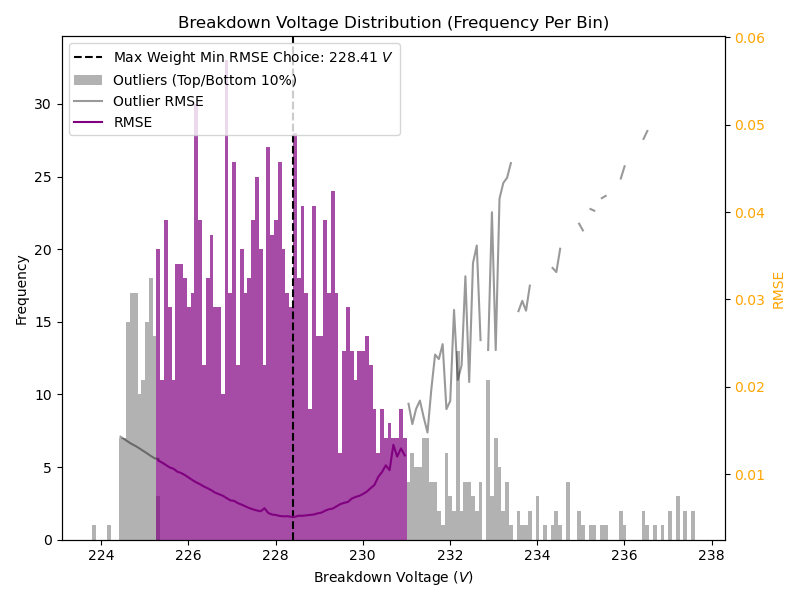 Breakdown Voltage Distribution (Frequency Per Bin)
Max Weight Min RMSE Choice: 228.41 V
Outliers (Top/Bottom 10%)
Outlier RMSE
RMSE
Frequency
30
25
20
15
10
5
0
0.06
0.05
0.04
0.03
0.02
0.01
RMSE
224 226 228 230 232 234 236 238
Breakdown Voltage (V)